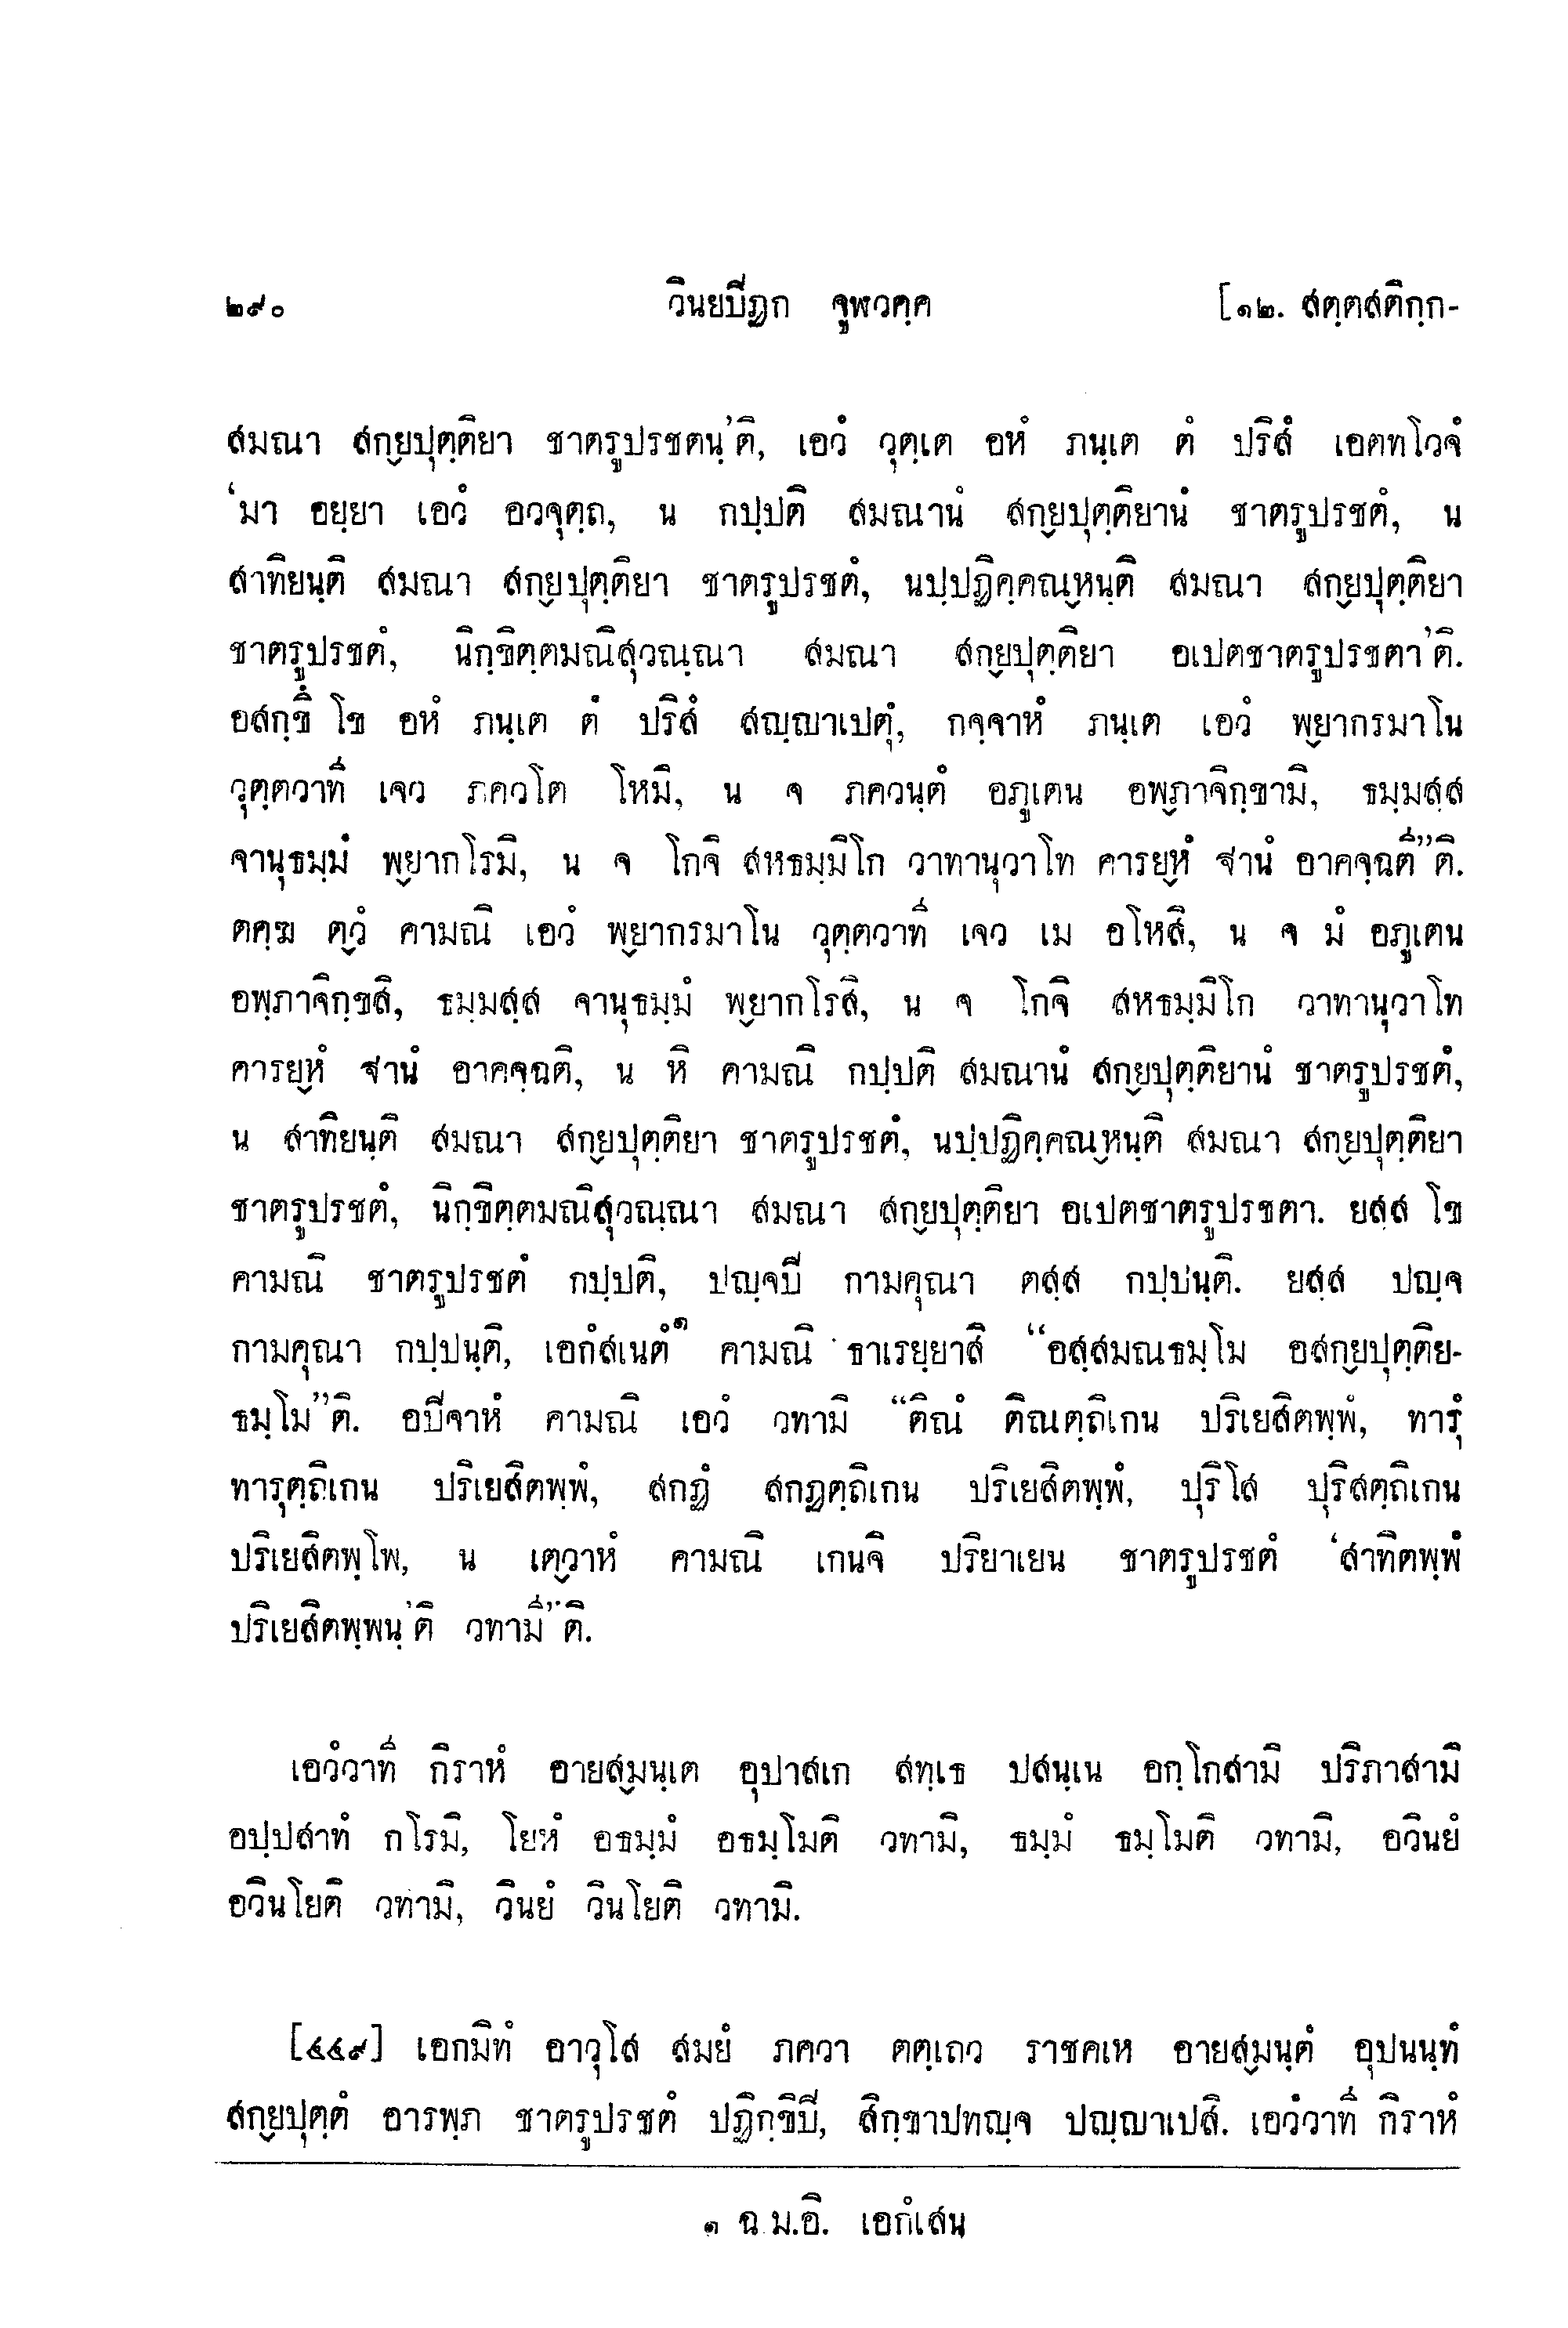 ๒๙๐ วินยปิฏก จูฬวคฺค [๑๒. สตฺตสติกฺก-
สมณา สกฺยปุตฺติยา ชาตรูปรชตนฺ’ติ, เอวํ วุตฺเต อหํ ภนฺเต ตํ ปริสํ เอตทโวจํ
‘มา อยฺยา เอวํ อวจุตฺถ, น กปฺปติ สมณานํ สกฺยปุตฺติยานํ ชาตรูปรชตํ, น
สาทิยนฺติ สมณา สกฺยปุตฺติยา ชาตรูปรชตํ, นปฺปฏิคฺคณฺหนฺติ สมณา สกฺยปุตฺติยา
ชาตรูปรชตํ, นิกฺขิตฺตมณิสุวณฺณา สมณา สกฺยปุตฺติยา อเปตชาตรูปรชตา’ติ.
อสกฺขึ โข อหํ ภนฺเต ตํ ปริสํ สญฺญาเปตุํ, กจฺจาหํ ภนฺเต เอวํ พฺยากรมาโน
วุตฺตวาที เจว ภควโต โหมิ, น จ ภควนฺตํ อภูเตน อพฺภาจิกฺขามิ, ธมฺมสฺส
จานุธมฺมํ พฺยากโรมิ, น จ โกจิ สหธมฺมิโก วาทานุวาโท คารยฺหํ ฐานํ อาคจฺฉตี”ติ.
ตคฺฆ ตฺวํ คามณิ เอวํ พฺยากรมาโน วุตฺตวาที เจว เม อโหสิ, น จ มํ อภูเตน
อพฺภาจิกฺขสิ, ธมฺมสฺส จานุธมฺมํ พฺยากโรสิ, น จ โกจิ สหธมฺมิโก วาทานุวาโท
คารยฺหํ ฐานํ อาคจฺฉติ, น หิ คามณิ กปฺปติ สมณานํ สกฺยปุตฺติยานํ ชาตรูปรชตํ,
น สาทิยนฺติ สมณา สกฺยปุตฺติยา ชาตรูปรชตํ, นปฺปฏิคฺคณฺหนฺติ สมณา สกฺยปุตฺติยา
ชาตรูปรชตํ, นิกฺขิตฺตมณิสุวณฺณา สมณา สกฺยปุตฺติยา อเปตชาตรูปรชตา. ยสฺส โข
คามณิ ชาตรูปรชตํ กปฺปติ, ปญฺจปิ กามคุณา ตสฺส กปฺปนฺติ. ยสฺส ปญฺจ
กามคุณา กปฺปนฺติ, เอกํสเนตํ๑ คามณิ ธาเรยฺยาสิ “อสฺสมณธมฺโม อสกฺยปุตฺติย-
ธมฺโม”ติ. อปิจาหํ คามณิ เอวํ วทามิ “ติณํ ติณตฺถิเกน ปริเยสิตพฺพํ, ทารุํ
ทารุตฺถิเกน ปริเยสิตพฺพํ, สกฏํ สกฏตฺถิเกน ปริเยสิตพฺพํ, ปุริโส ปุริสตฺถิเกน
ปริเยสิตพฺโพ, น เตฺวาหํ คามณิ เกนจิ ปริยาเยน ชาตรูปรชตํ ‘สาทิตพฺพํ
ปริเยสิตพฺพนฺ’ติ วทามี”ติ.
เอวํวาที กิราหํ อายสฺมนฺเต อุปาสเก สทฺเธ ปสนฺเน อกฺโกสามิ ปริภาสามิ
อปฺปสาทํ กโรมิ, โยหํ อธมฺมํ อธมฺโมติ วทามิ, ธมฺมํ ธมฺโมติ วทามิ, อวินยํ
อวินโยติ วทามิ, วินยํ วินโยติ วทามิ.
[๔๔๙] เอกมิทํ อาวุโส สมยํ ภควา ตตฺเถว ราชคเห อายสฺมนฺตํ อุปนนฺทํ
สกฺยปุตฺตํ อารพฺภ ชาตรูปรชตํ ปฏิกฺขิปิ, สิกฺขาปทญฺจ ปญฺญาเปสิ. เอวํวาที กิราหํ
๑ ฉ.ม.อิ. เอกํเสน